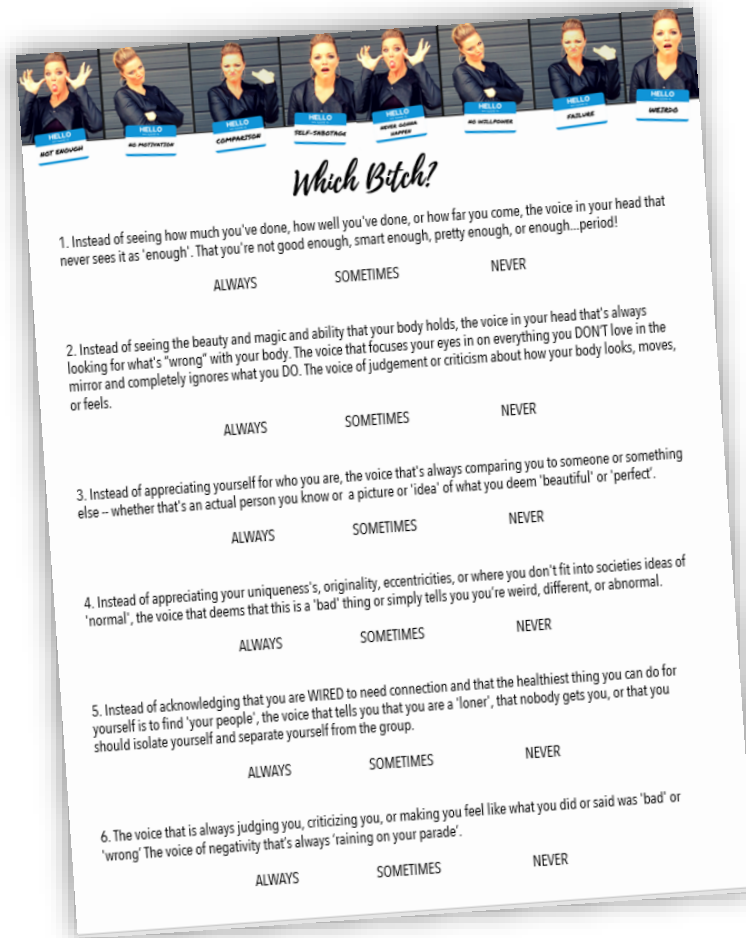 HELLO
NOT ENOUGH
HELLO
NO MOTIVATION
HELLO
COMPARISON
HELLO
SELF-SABOTAGE
HELLO
NEVER GONNA
HAPPEN
HELLO
NO WILLPOWER
HELLO
FAILURE
HELLO
WEIRDO
Which Bitch?
1. Instead of seeing how much you've done, how well you've done, or how far you come, the voice in your head that
never sees it as 'enough'. That you're not good enough, smart enough, pretty enough, or enough...period!
ALWAYS SOMETIMES NEVER
2. Instead of seeing the beauty and magic and ability that your body holds, the voice in your head that's always
looking for what's “wrong” with your body. The voice that focuses your eyes in on everything you DON'T love in the
mirror and completely ignores what you DO. The voice of judgement or criticism about how your body looks, moves,
or feels.
ALWAYS SOMETIMES NEVER
3. Instead of appreciating yourself for who you are, the voice that's always comparing you to someone or something
else -- whether that's an actual person you know or a picture or 'idea' of what you deem 'beautiful' or 'perfect'.
ALWAYS SOMETIMES NEVER
4. Instead of appreciating your uniqueness's, originality, eccentricities, or where you don't fit into societies ideas of
'normal', the voice that deems that this is a 'bad' thing or simply tells you you're weird, different, or abnormal.
ALWAYS SOMETIMES NEVER
5. Instead of acknowledging that you are WIRED to need connection and that the healthiest thing you can do for
yourself is to find 'your people', the voice that tells you that you are a 'loner', that nobody gets you, or that you
should isolate yourself and separate yourself from the group.
ALWAYS SOMETIMES NEVER
6. The voice that is always judging you, criticizing you, or making you feel like what you did or said was 'bad' or
'wrong' The voice of negativity that's always 'raining on your parade'.
ALWAYS SOMETIMES NEVER